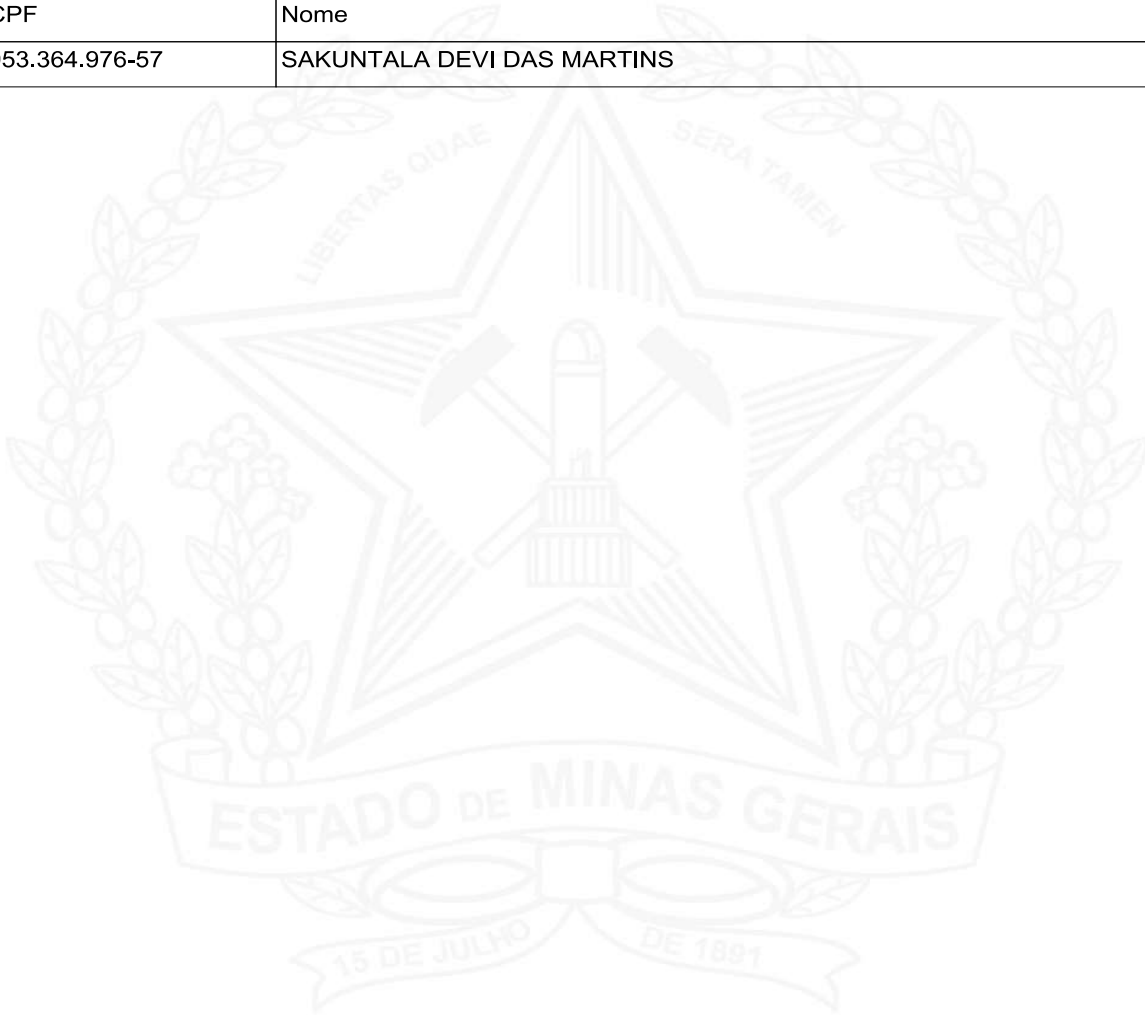 CPF Nome
053.364.976-57 SAKUNTALA DEVI DAS MARTINS
LIBERTAS QUAE SERA TAMEN
ESTADO DE MINAS GERAIS
15 DE JULHO DE 1891